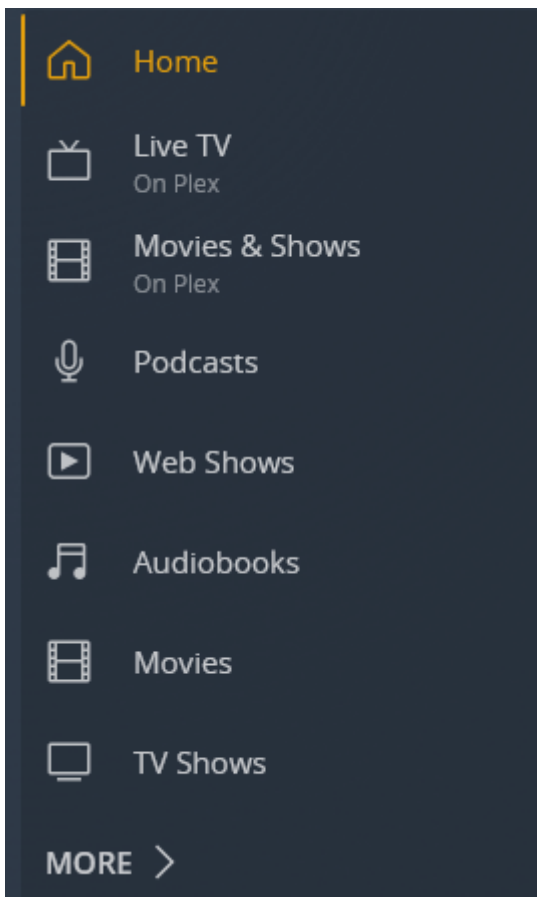 Home
Live TV
On Plex
Movies & Shows
On Plex
Podcasts
Web Shows
Audiobooks
Movies
TV Shows
MORE